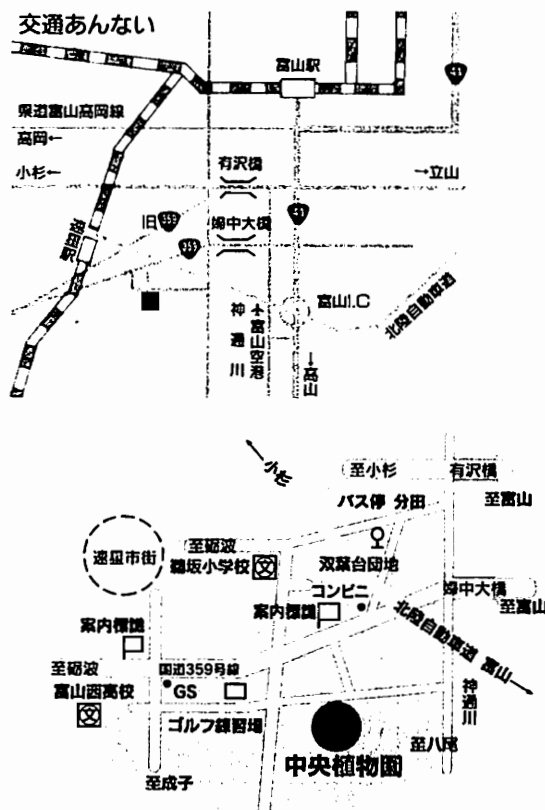 交通あんない
富山駅
41
県道富山高岡線
高岡←
小杉←
有沢橋
→立山
旧359
41
婦中大橋
359
速星駅
富山I.C
北陸自動車道
神通川
富山空港
→高山
小杉
至小杉
有沢橋
バス停 分田
至富山
速星市街
至砺波
鵜坂小学校
双葉台団地
コンビニ
婦中大橋
案内標識
至富山
案内標識
北陸自動車道 富山
至砺波
国道359号線
富山西高校
GS
神通川
ゴルフ練習場
至八尾
中央植物園
至成子